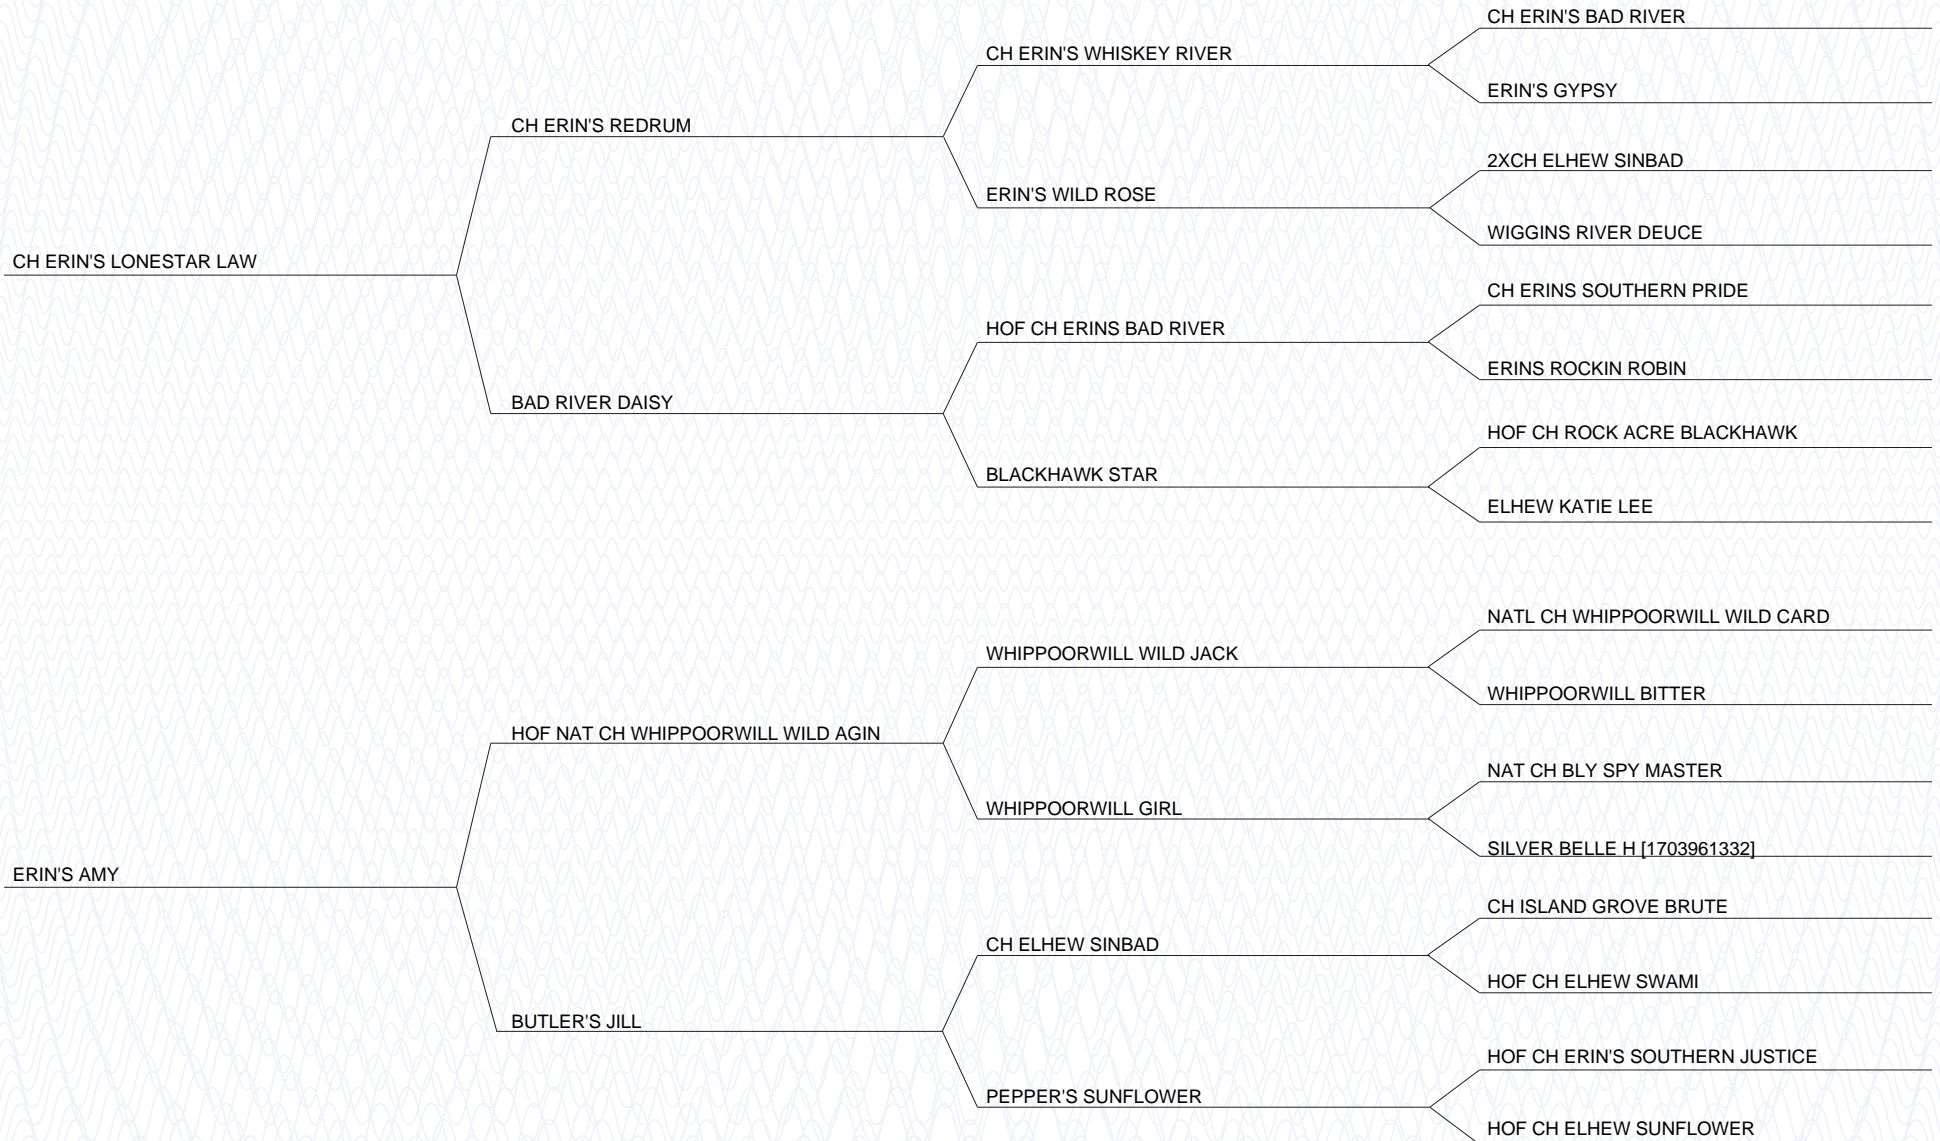 CH ERIN'S BAD RIVER
CH ERIN'S WHISKEY RIVER
ERIN'S GYPSY
CH ERIN'S REDRUM
2XCH ELHEW SINBAD
ERIN'S WILD ROSE
WIGGINS RIVER DEUCE
CH ERIN'S LONESTAR LAW
CH ERINS SOUTHERN PRIDE
HOF CH ERINS BAD RIVER
ERINS ROCKIN ROBIN
BAD RIVER DAISY
HOF CH ROCK ACRE BLACKHAWK
BLACKHAWK STAR
ELHEW KATIE LEE
NATL CH WHIPPOORWILL WILD CARD
WHIPPOORWILL WILD JACK
WHIPPOORWILL BITTER
HOF NAT CH WHIPPOORWILL WILD AGIN
NAT CH BLY SPY MASTER
WHIPPOORWILL GIRL
SILVER BELLE H [1703961332]
ERIN'S AMY
CH ISLAND GROVE BRUTE
CH ELHEW SINBAD
HOF CH ELHEW SWAMI
BUTLER'S JILL
HOF CH ERIN'S SOUTHERN JUSTICE
PEPPER'S SUNFLOWER
HOF CH ELHEW SUNFLOWER